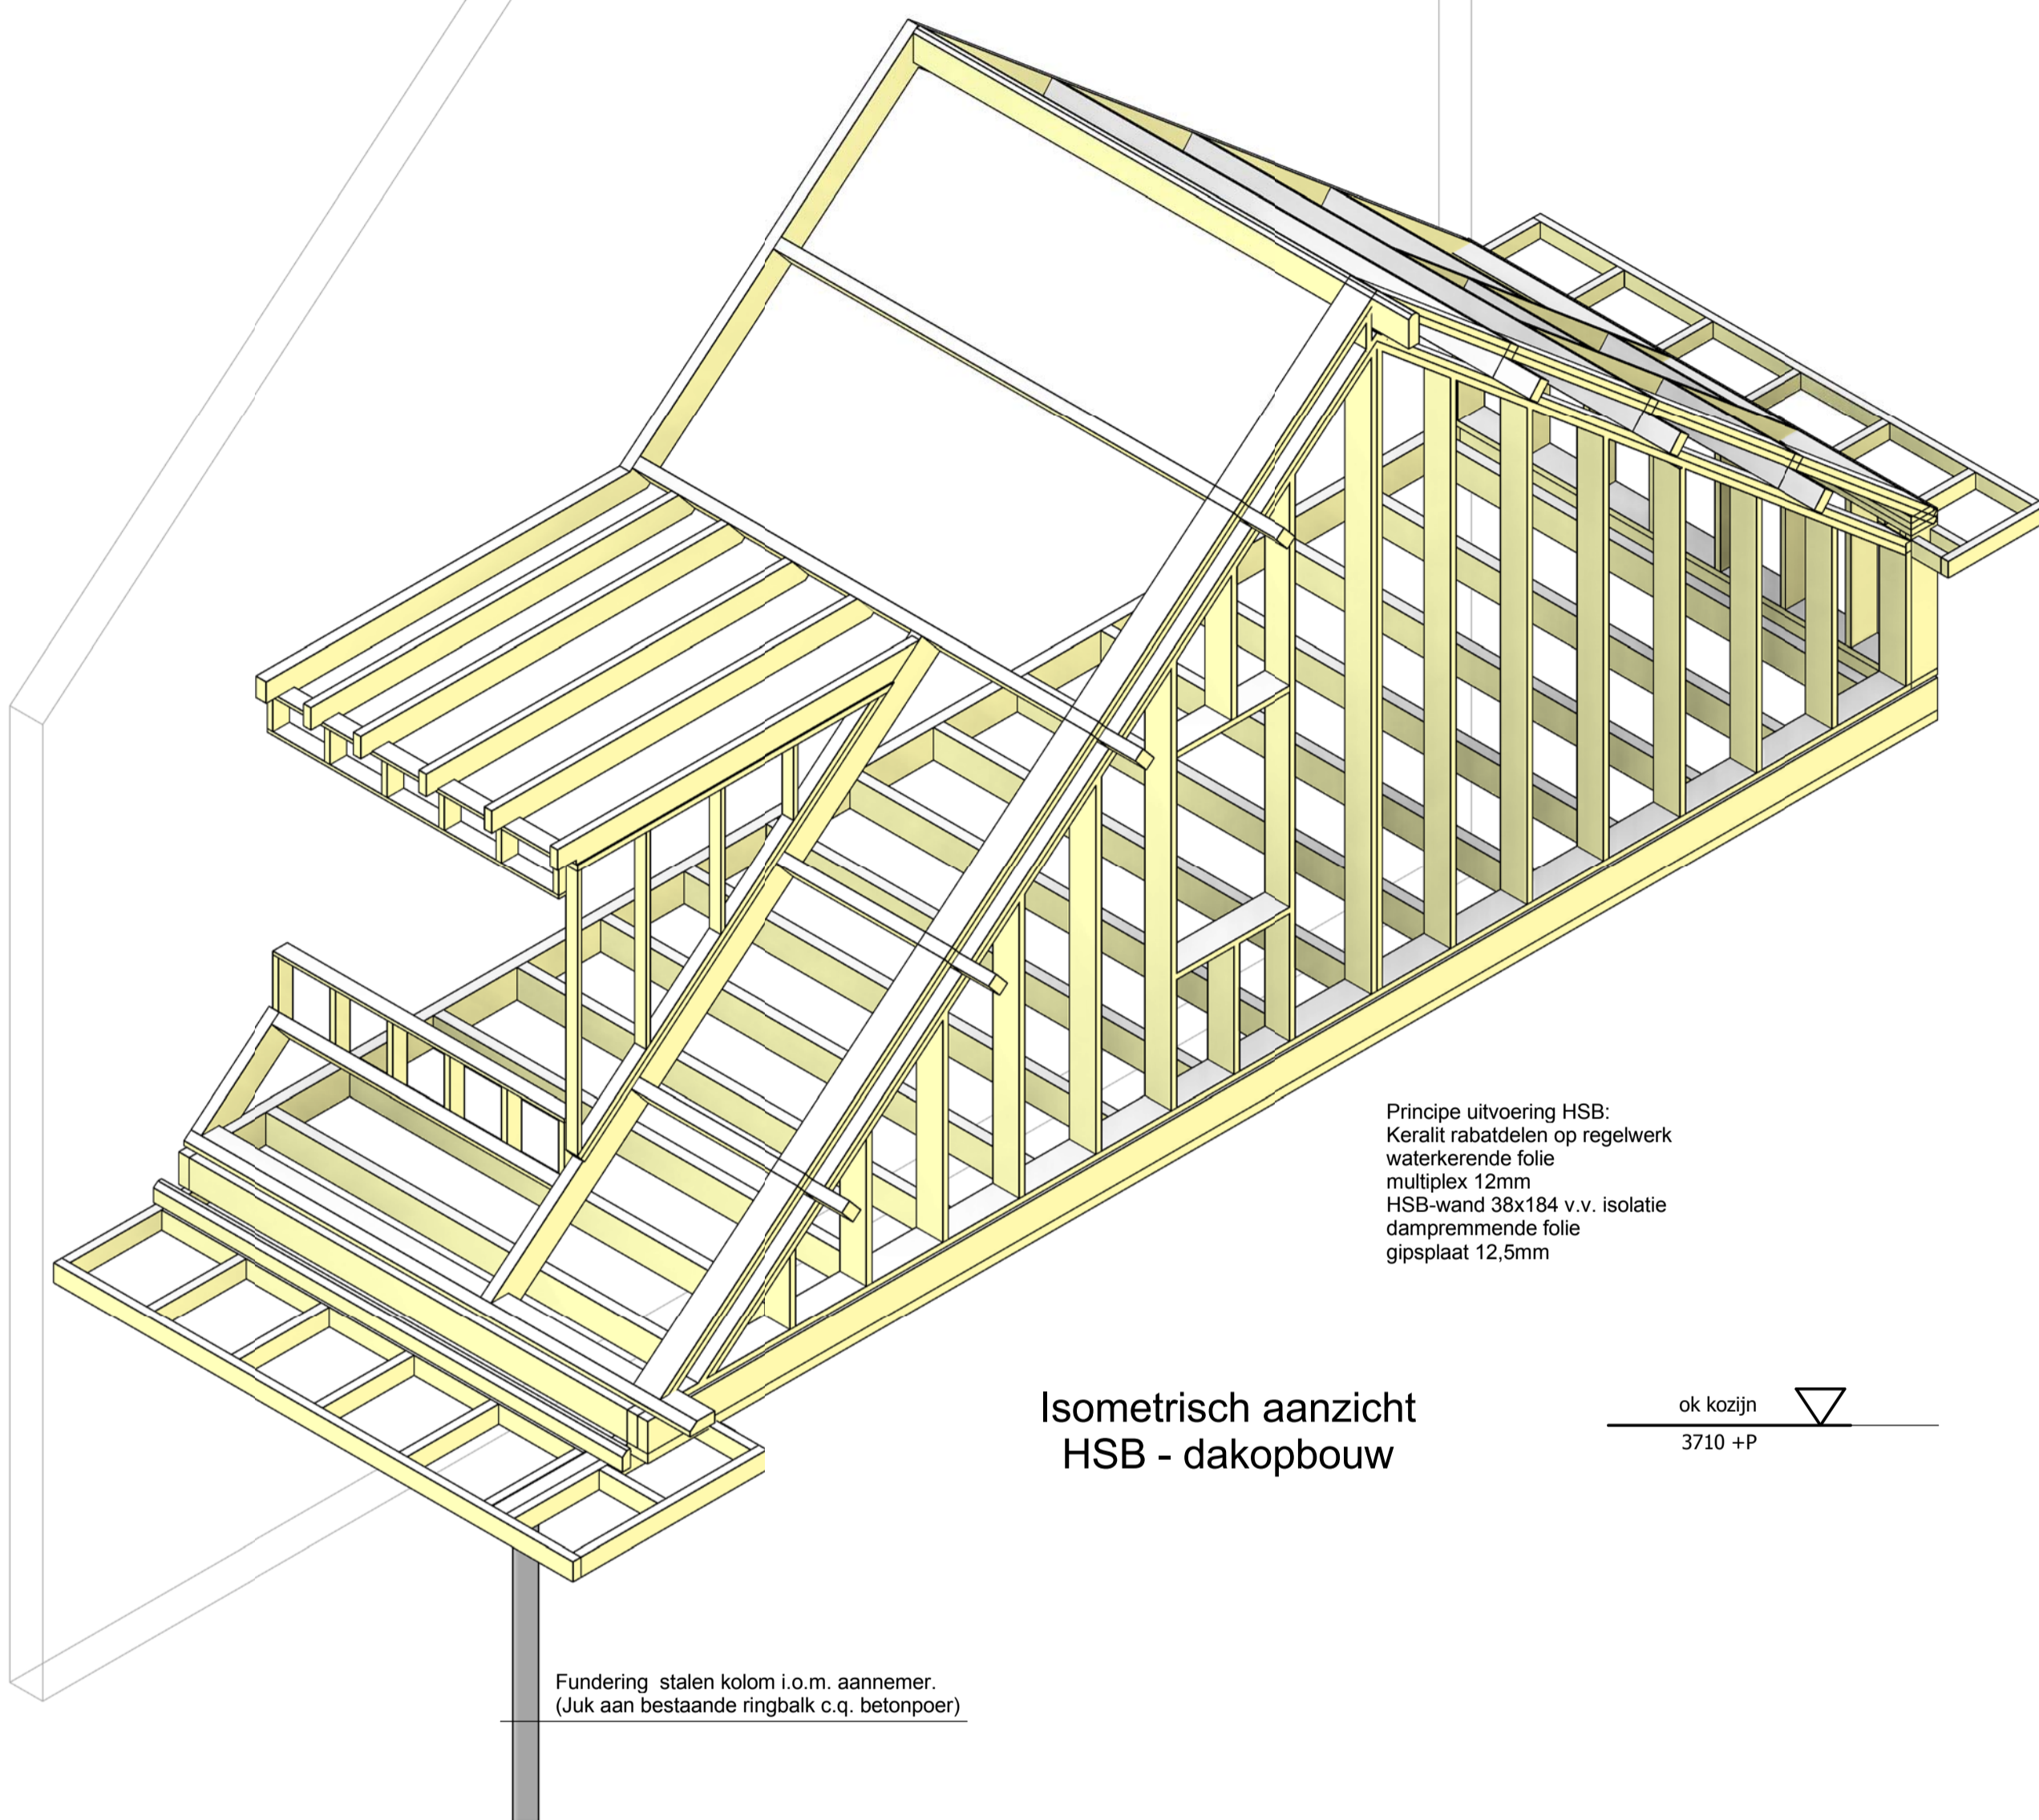 Principe uitvoering HSB:
Keralit rabatdelen op regelwerk
waterkerende folie
multiplex 12mm
HSB-wand 38x184 v.v. isolatie
dampremmende folie
gipsplaat 12,5mm
Isometrisch aanzicht
HSB - dakopbouw
ok kozijn
3710 +P
Fundering stalen kolom i.o.m. aannemer.
(Juk aan bestaande ringbalk c.q. betonpoer)